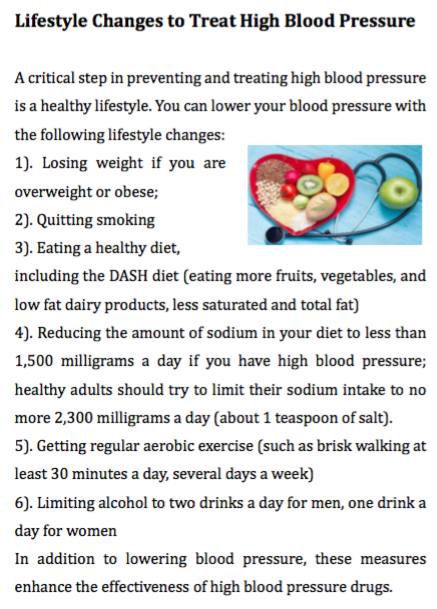 Lifestyle Changes to Treat High Blood Pressure
A critical step in preventing and treating high blood pressure
is a healthy lifestyle. You can lower your blood pressure with
the following lifestyle changes:
1). Losing weight if you are
overweight or obese;
2). Quitting smoking
3). Eating a healthy diet,
including the DASH diet (eating more fruits, vegetables, and
low fat dairy products, less saturated and total fat)
4). Reducing the amount of sodium in your diet to less than
1,500 milligrams a day if you have high blood pressure;
healthy adults should try to limit their sodium intake to no
more 2,300 milligrams a day (about 1 teaspoon of salt).
5). Getting regular aerobic exercise (such as brisk walking at
least 30 minutes a day, several days a week)
6). Limiting alcohol to two drinks a day for men, one drink a
day for women
In addition to lowering blood pressure, these measures
enhance the effectiveness of high blood pressure drugs.